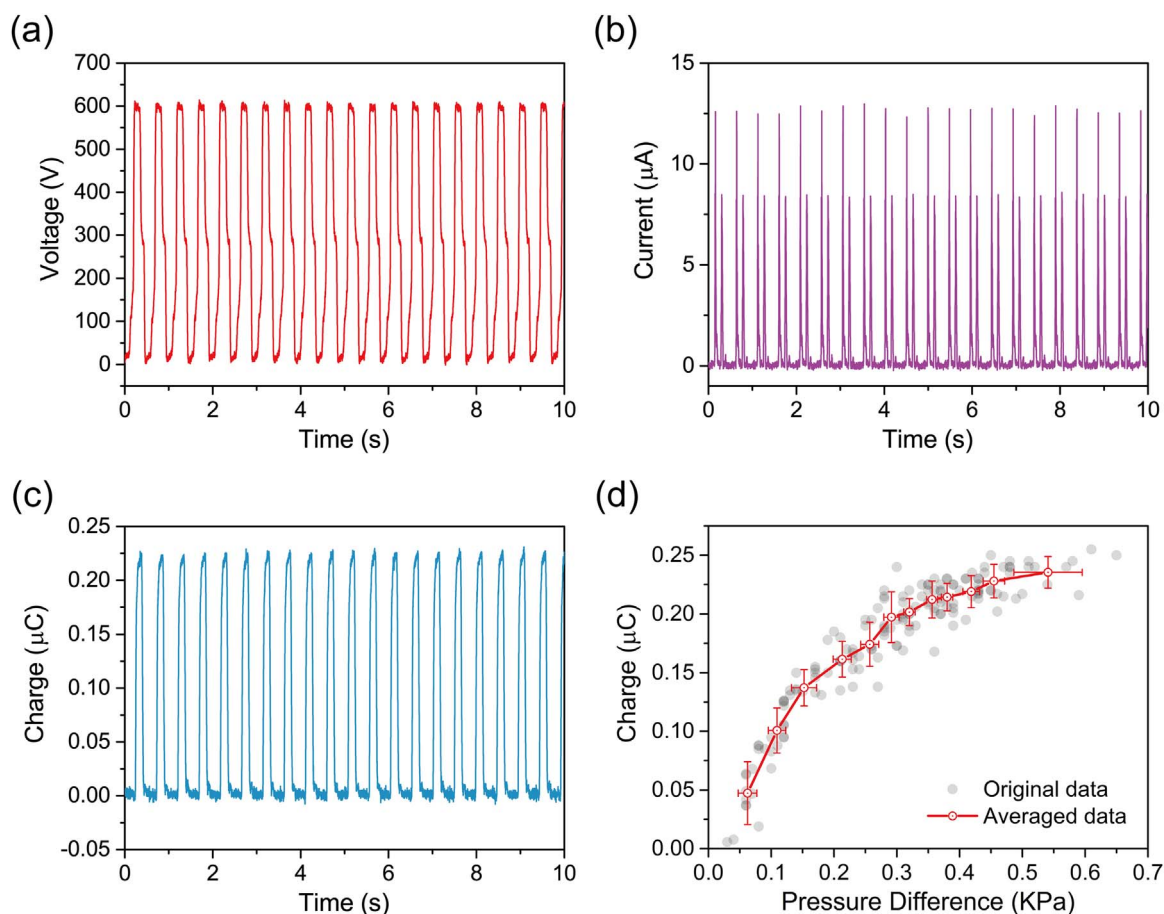 (a)
700
600
500
400
300
200
100
0
Voltage (V)
0 2 4 6 8 10
Time (s)
(b)
15
10
5
0
Current (μA)
0 2 4 6 8 10
Time (s)
(c)
0.25
0.20
0.15
0.10
0.05
0.00
-0.05
Charge (μC)
0 2 4 6 8 10
Time (s)
(d)
0.25
0.20
0.15
0.10
0.05
0.00
Charge (μC)
Original data
Averaged data
0.0 0.1 0.2 0.3 0.4 0.5 0.6 0.7
Pressure Difference (KPa)